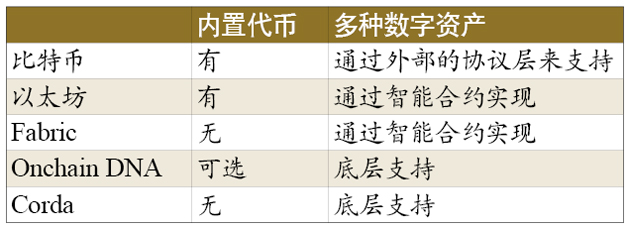 内置代币 多种数字资产
比特币 有 通过外部的协议层来支持
以太坊 有 通过智能合约实现
Fabric 无 通过智能合约实现
Onchain DNA 可选 底层支持
Corda 无 底层支持